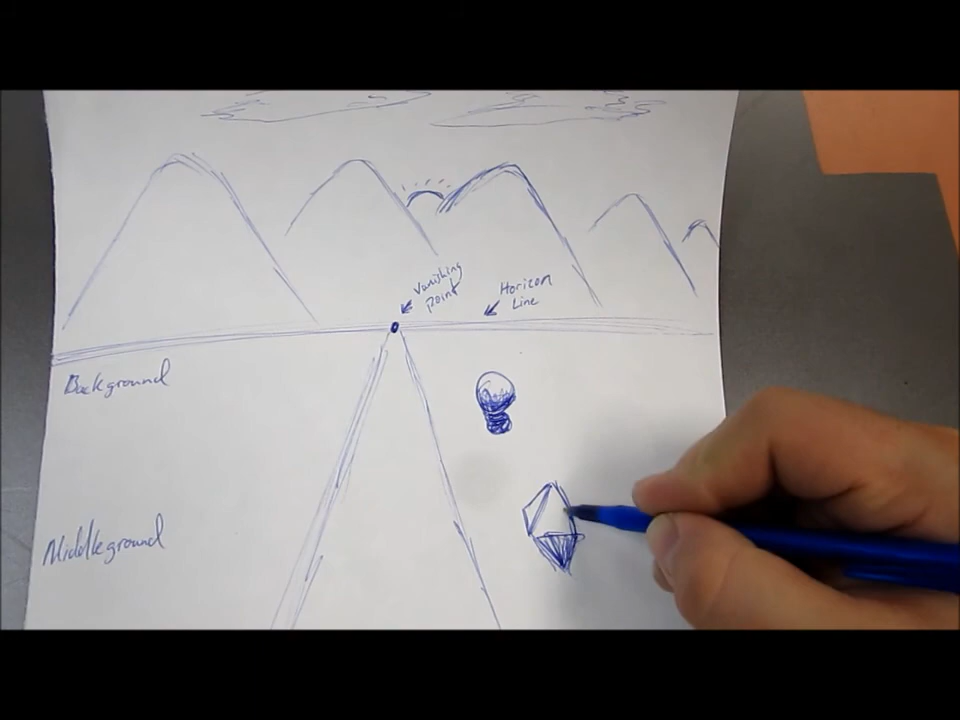 Vanishing
Point
Horizon
Line
Background
Middleground